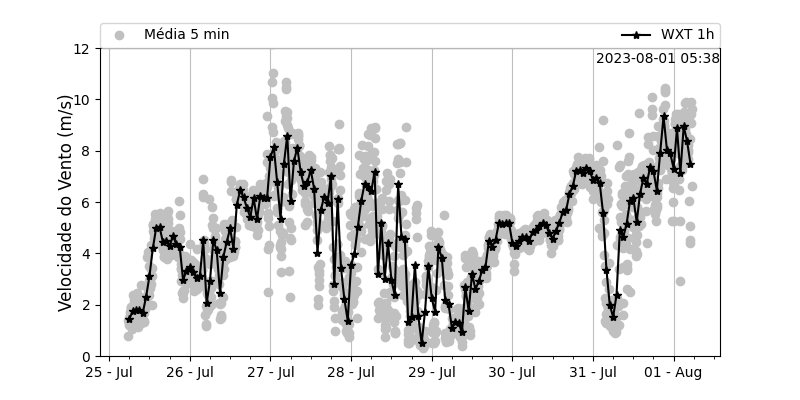 Média 5 min
WXT 1h
2023-08-01 05:38
Velocidade do Vento (m/s)
12
10
8
6
4
2
0
25 - Jul
26 - Jul
27 - Jul
28 - Jul
29 - Jul
30 - Jul
31 - Jul
01 - Aug